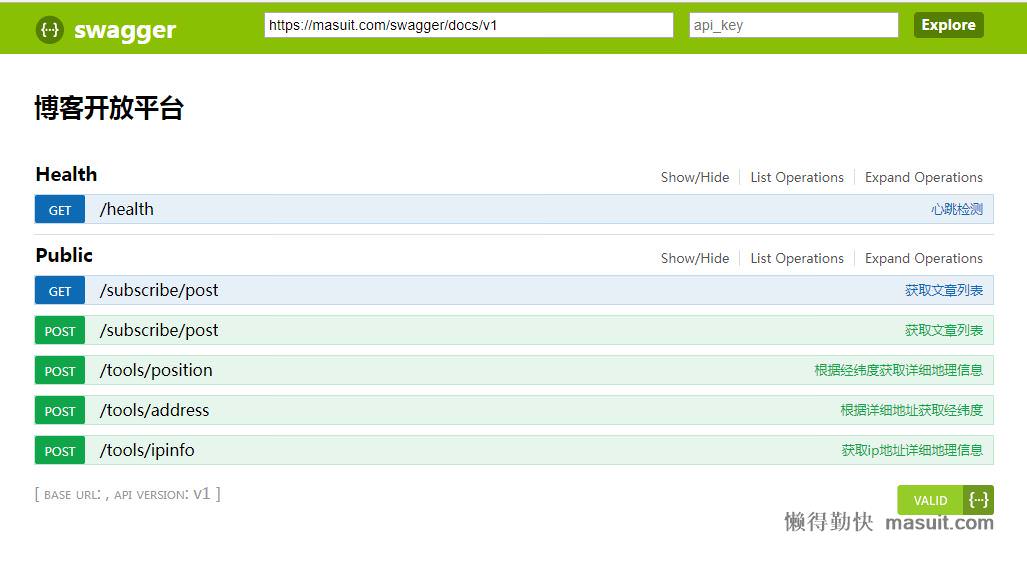 {···} swagger https://masuit.com/swagger/docs/v1 api_key Explore
博客开放平台
Health Show/Hide List Operations Expand Operations
GET /health 心跳检测
Public Show/Hide List Operations Expand Operations
GET /subscribe/post 获取文章列表
POST /subscribe/post 获取文章列表
POST /tools/position 根据经纬度获取详细地理信息
POST /tools/address 根据详细地址获取经纬度
POST /tools/ipinfo 获取ip地址详细地理信息
[ BASE URL: , API VERSION: V1 ] VALID {···}
懒得勤快 masuit.com